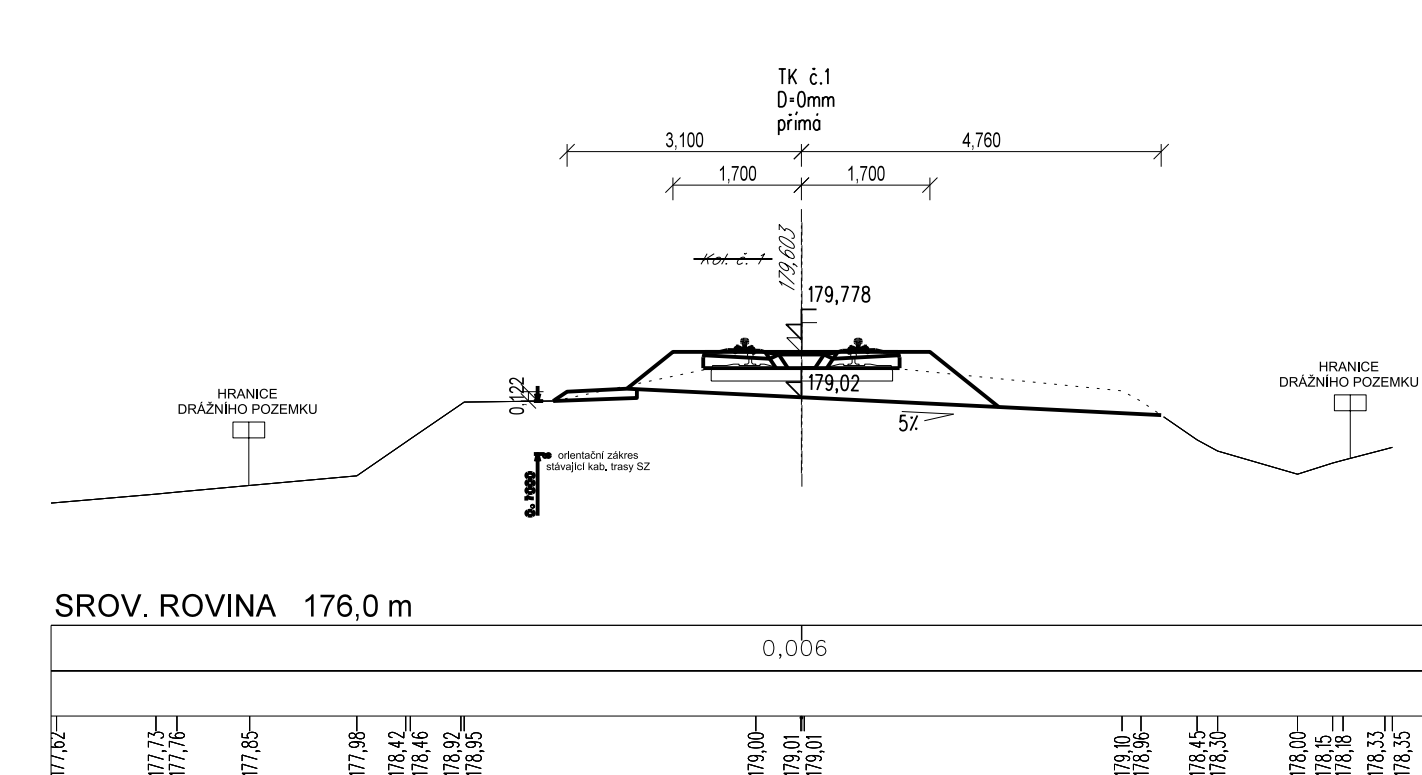 TK č.1
D=0mm
přímá
3,100
4,760
1,700
1,700
Kol. č. 1
179,603
179,778
179,02
0,122
5%
HRANICE
DRÁŽNÍHO POZEMKU
HRANICE
DRÁŽNÍHO POZEMKU
orientační zákres
stávající kab. trasy SZ
SROV. ROVINA 176,0 m
0,006
177,62
177,73
177,76
177,85
177,98
178,42
178,46
178,92
178,95
179,00
179,01
179,01
179,10
178,96
178,45
178,30
178,00
178,15
178,18
178,33
178,35